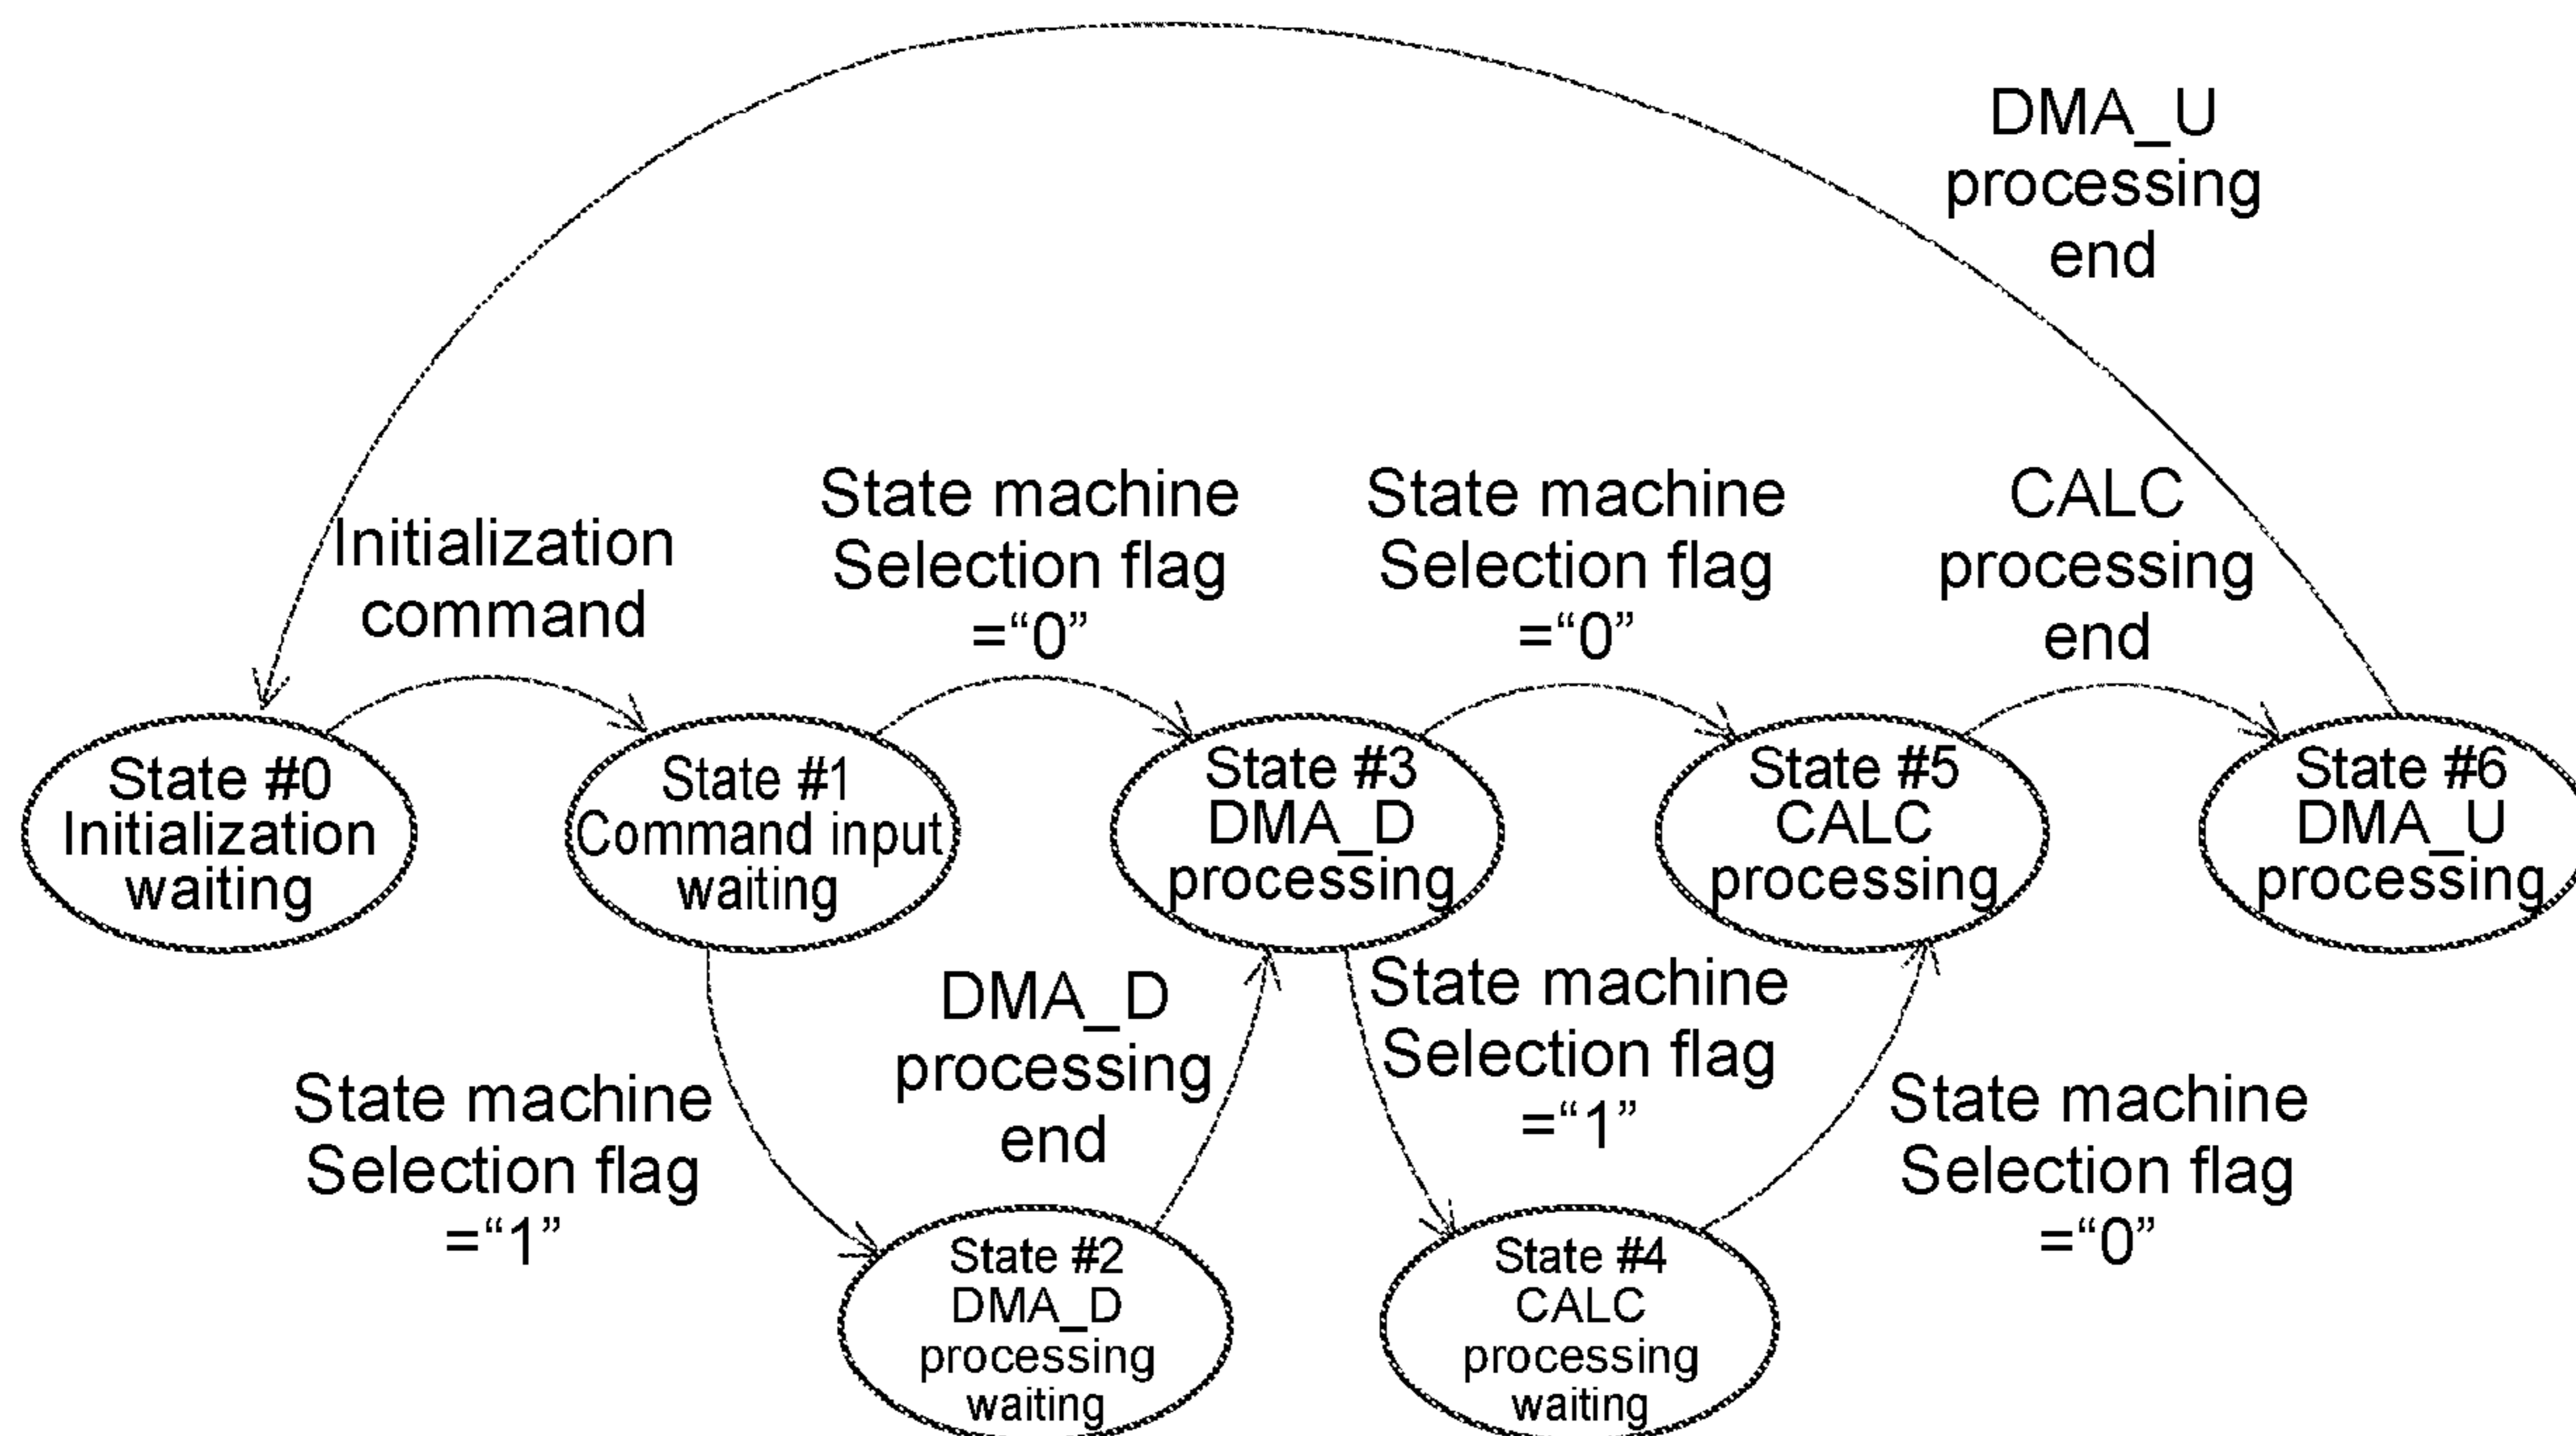 DMA_U
processing
end
Initialization
command
State machine
Selection flag
=“0”
State machine
Selection flag
=“0”
CALC
processing
end
State #0
Initialization
waiting
State #1
Command input
waiting
State #3
DMA_D
processing
State #5
CALC
processing
State #6
DMA_U
processing
State machine
Selection flag
=“1”
DMA_D
processing
end
State machine
Selection flag
=“1”
State machine
Selection flag
=“0”
State #2
DMA_D
processing
waiting
State #4
CALC
processing
waiting